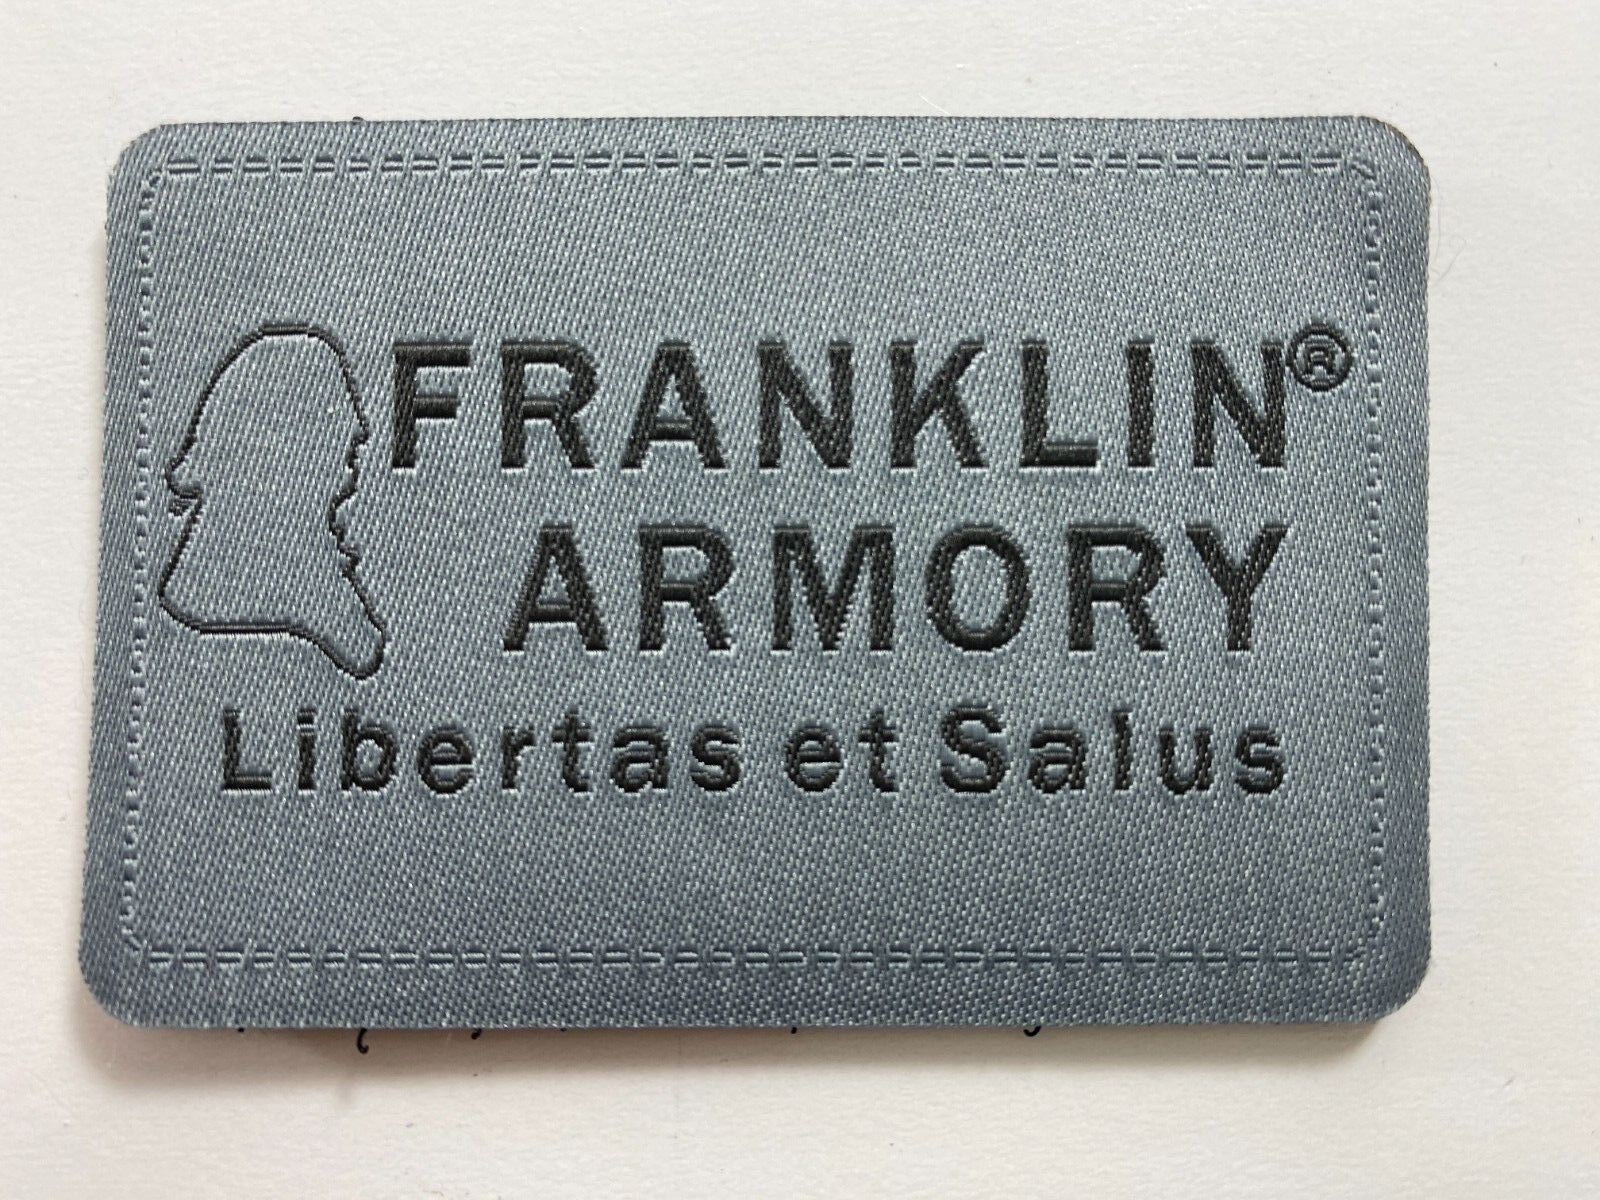 FRANKLIN®
ARMORY
Libertas et Salus